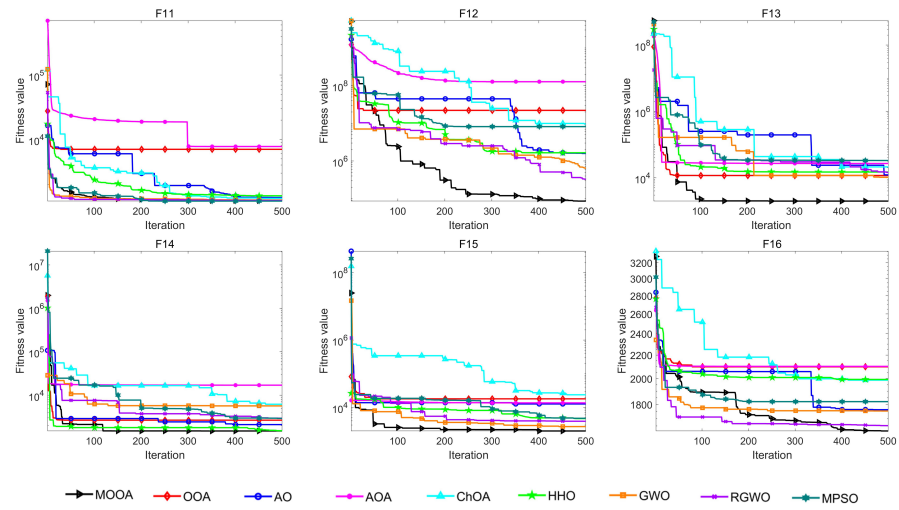 F11
F12
F13
Fitness value
10^5
10^4
100 200 300 400 500
Iteration
Fitness value
10^8
10^6
100 200 300 400 500
Iteration
Fitness value
10^8
10^6
10^4
100 200 300 400 500
Iteration
F14
F15
F16
Fitness value
10^7
10^6
10^5
10^4
100 200 300 400 500
Iteration
Fitness value
10^8
10^6
10^4
100 200 300 400 500
Iteration
Fitness value
3200
2800
2600
2400
2200
2000
1800
100 200 300 400 500
Iteration
MOOA OOA AO AOA ChOA HHO GWO RGWO MPSO